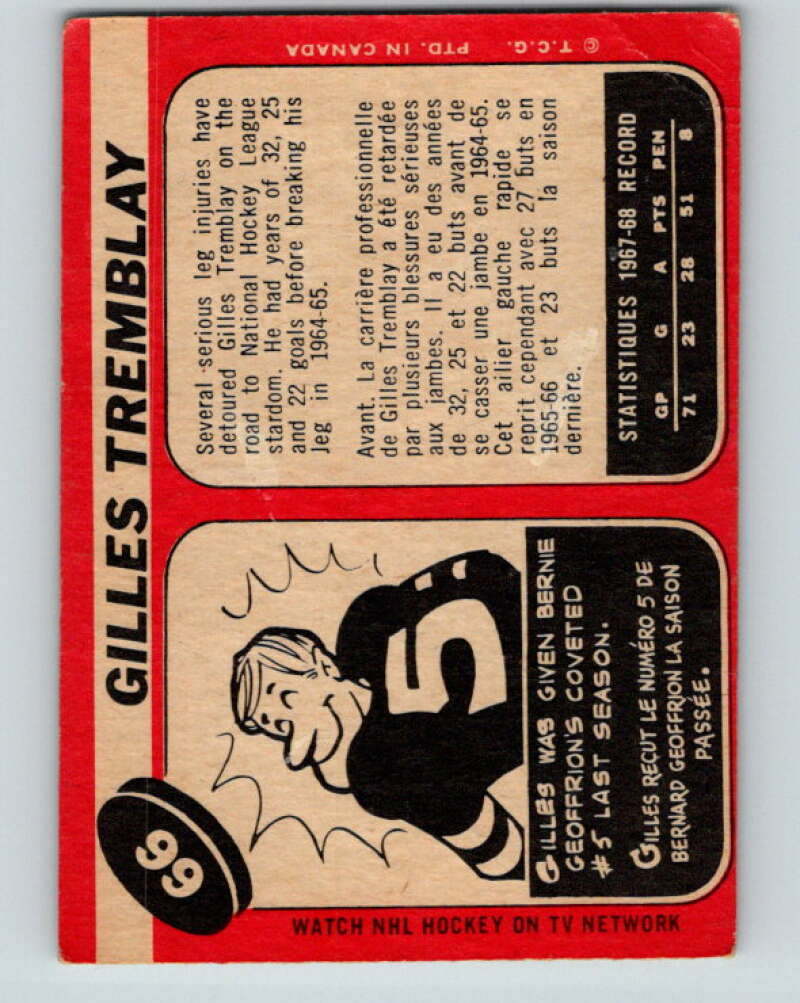 66
GILLES TREMBLAY
WATCH NHL HOCKEY ON TV NETWORK
GILLES WAS GIVEN BERNIE
GEOFFRION'S COVETED
#5 LAST SEASON.
GILLES RECUT LE NUMÉRO 5 DE
BERNARD GEOFFRION LA SAISON
PASSÉE.
5
Several serious leg injuries have
detoured Gilles Tremblay on the
road to National Hockey League
stardom. He had years of 32, 25
and 22 goals before breaking his
leg in 1964-65.
Avant. La carrière professionnelle
de Gilles Tremblay a été retardée
par plusieurs blessures sérieuses
aux jambes. Il a eu des années
de 32, 25 et 22 buts avant de
se casser une jambe en 1964-65.
Cet ailier gauche rapide se
reprit cependant avec 27 buts en
1965-66 et 23 buts la saison
dernière.
STATISTIQUES 1967-68 RECORD
GP G A PTS PEN
71 23 28 51 8
© T.C.G. PTD. IN CANADA